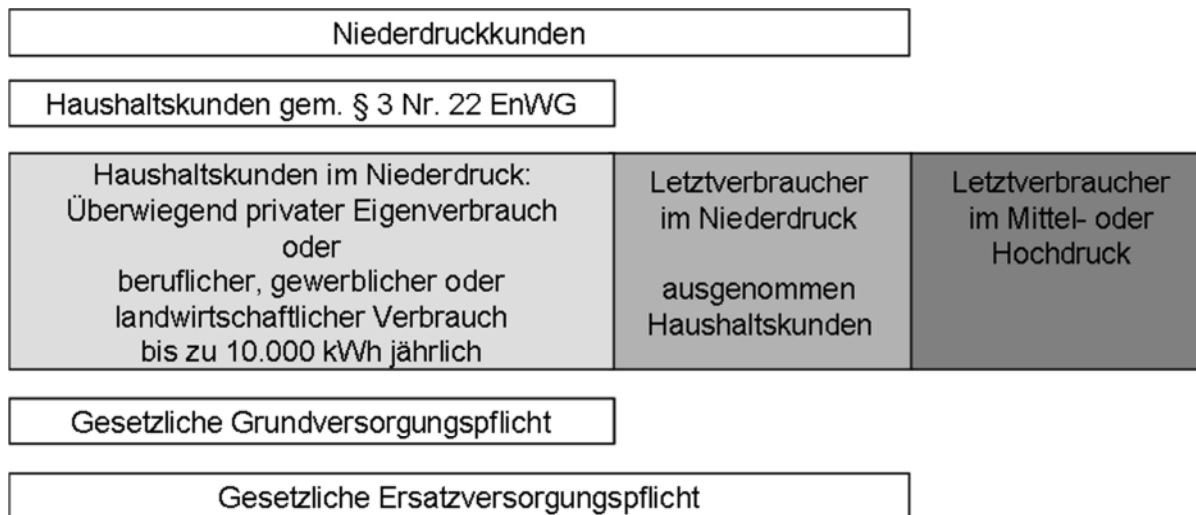 Niederdruckkunden
Haushaltskunden gem. § 3 Nr. 22 EnWG
Haushaltskunden im Niederdruck:
Überwiegend privater Eigenverbrauch
oder
beruflicher, gewerblicher oder
landwirtschaftlicher Verbrauch
bis zu 10.000 kWh jährlich
Letztverbraucher
im Niederdruck
ausgenommen
Haushaltskunden
Letztverbraucher
im Mittel- oder
Hochdruck
Gesetzliche Grundversorgungspflicht
Gesetzliche Ersatzversorgungspflicht